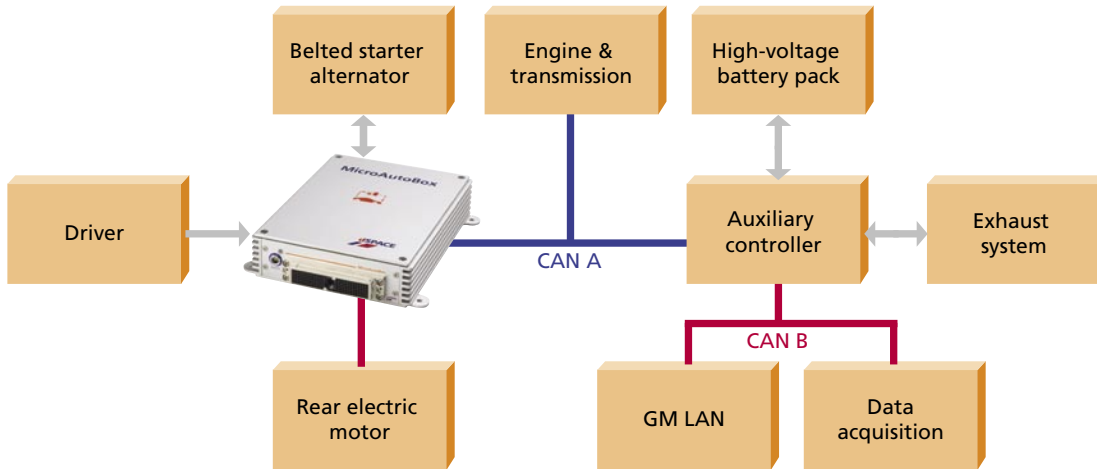 Belted starter
alternator
Engine &
transmission
High-voltage
battery pack
Driver
MicroAutoBox
dSPACE
CAN A
Auxiliary
controller
Exhaust
system
CAN B
Rear electric
motor
GM LAN
Data
acquisition